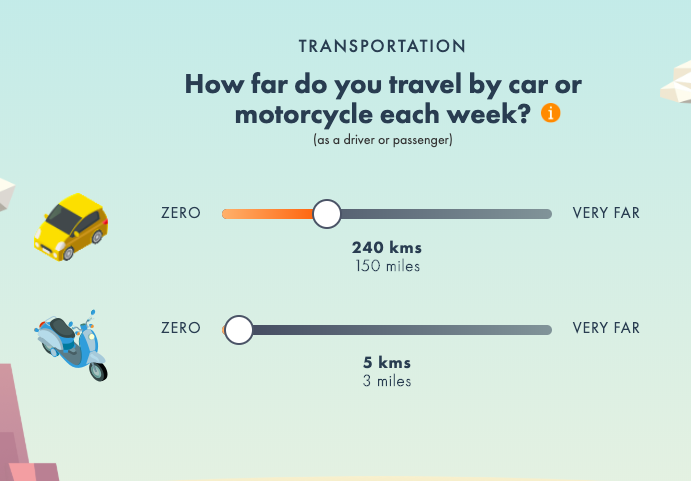 TRANSPORTATION
How far do you travel by car or
motorcycle each week? i
(as a driver or passenger)
ZERO VERY FAR
240 kms
150 miles
ZERO VERY FAR
5 kms
3 miles